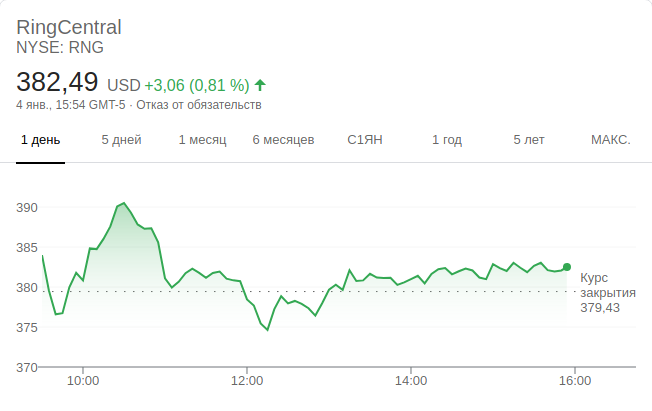 RingCentral
NYSE: RNG
382,49 USD +3,06 (0,81 %)
4 янв., 15:54 GMT-5 · Отказ от обязательств
1 день 5 дней 1 месяц 6 месяцев С1ЯН 1 год 5 лет МАКС.
390
385
380
375
370
Курс
закрытия
379,43
10:00 12:00 14:00 16:00